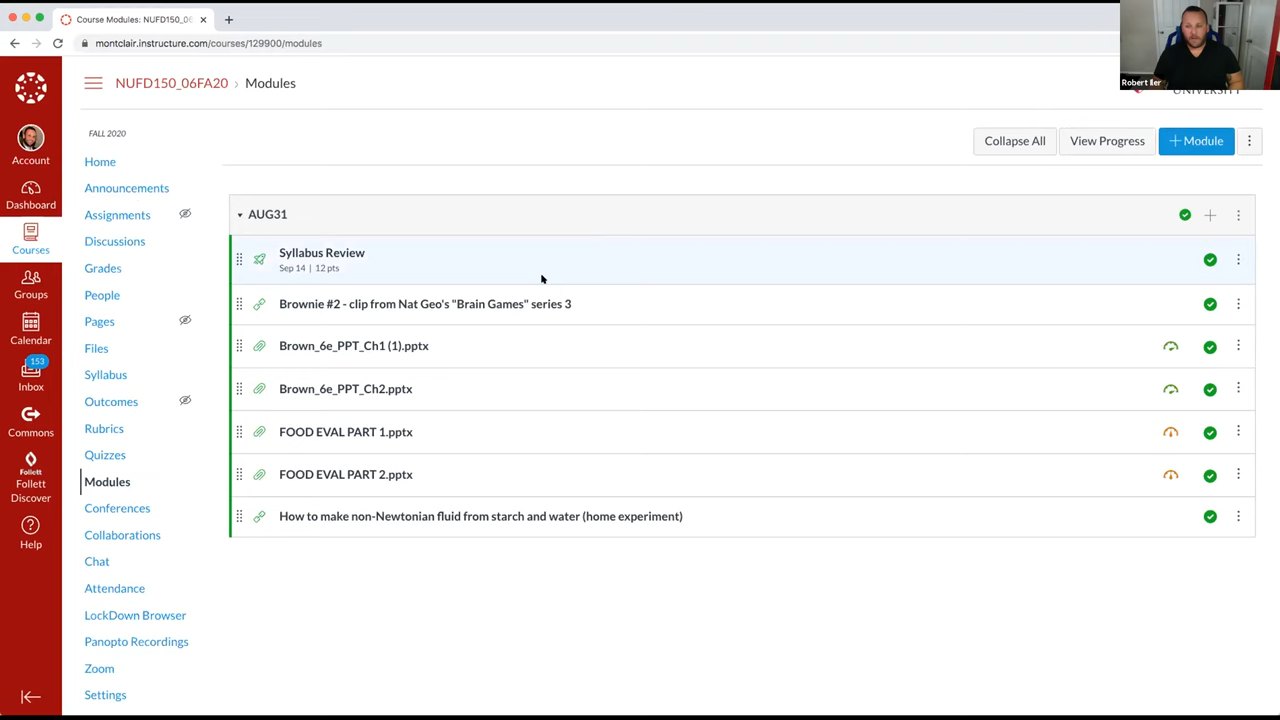 Course Modules: NUFD150_06
montclair.instructure.com/courses/129900/modules
Robert Iler
NUFD150_06FA20 › Modules
UNIVERSITY
Account
Dashboard
Courses
Groups
Calendar
153
Inbox
Commons
Follett
Follett
Discover
Help
FALL 2020
Home
Announcements
Assignments
Discussions
Grades
People
Pages
Files
Syllabus
Outcomes
Rubrics
Quizzes
Modules
Conferences
Collaborations
Chat
Attendance
LockDown Browser
Panopto Recordings
Zoom
Settings
Collapse All
View Progress
+ Module
AUG31
Syllabus Review
Sep 14 | 12 pts
Brownie #2 - clip from Nat Geo's "Brain Games" series 3
Brown_6e_PPT_Ch1 (1).pptx
Brown_6e_PPT_Ch2.pptx
FOOD EVAL PART 1.pptx
FOOD EVAL PART 2.pptx
How to make non-Newtonian fluid from starch and water (home experiment)